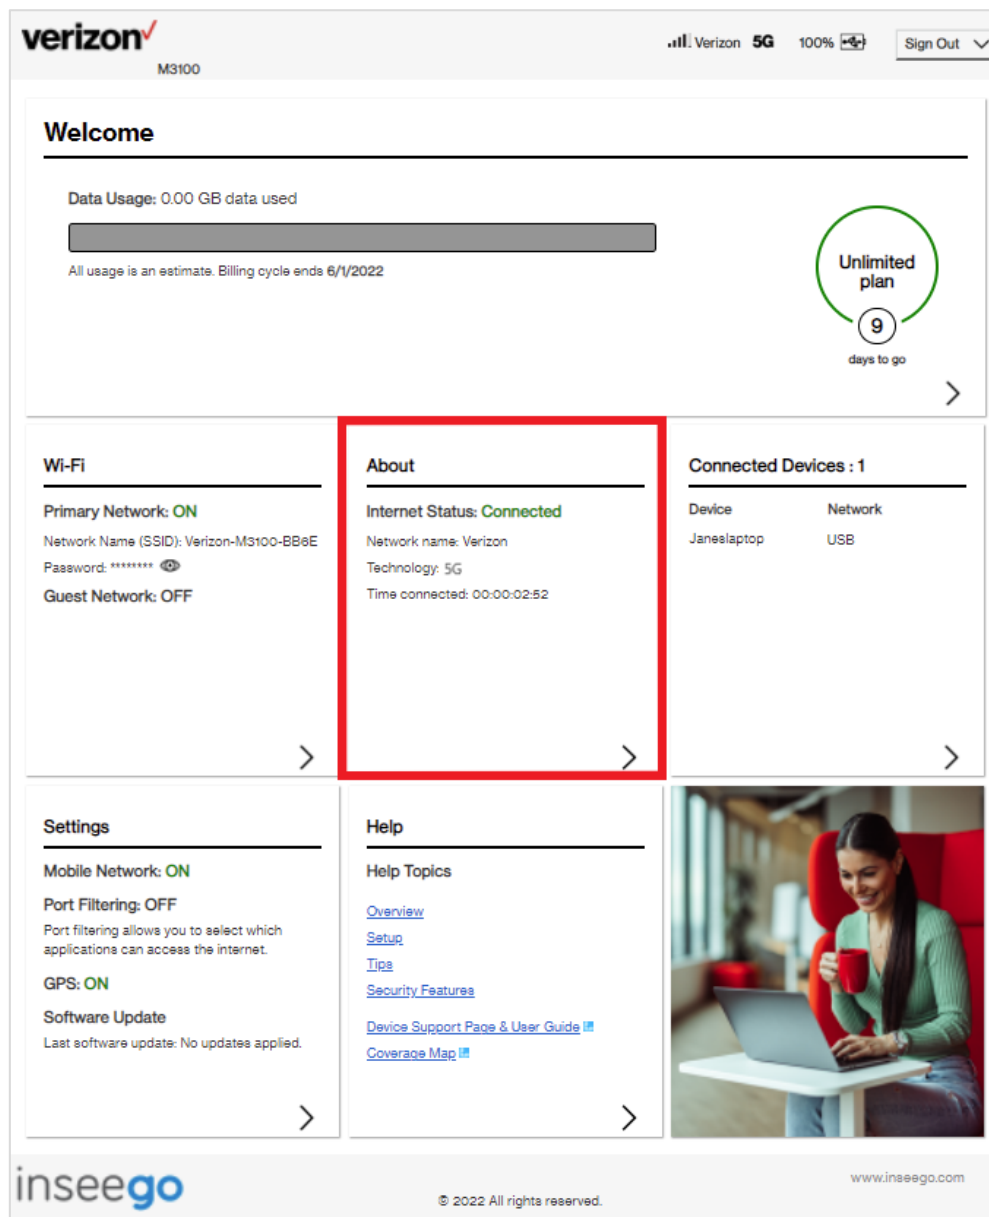 verizon
M3100
Verizon 5G 100% Sign Out
Welcome
Data Usage: 0.00 GB data used
All usage is an estimate. Billing cycle ends 6/1/2022
Unlimited
plan
9
days to go
Wi-Fi
Primary Network: ON
Network Name (SSID): Verizon-M3100-BB6E
Password: ********
Guest Network: OFF
About
Internet Status: Connected
Network name: Verizon
Technology: 5G
Time connected: 00:00:02:52
Connected Devices : 1
Device Network
Janeslaptop USB
Settings
Mobile Network: ON
Port Filtering: OFF
Port filtering allows you to select which
applications can access the internet.
GPS: ON
Software Update
Last software update: No updates applied.
Help
Help Topics
Overview
Setup
Tips
Security Features
Device Support Page & User Guide
Coverage Map
inseego
© 2022 All rights reserved.
www.inseego.com